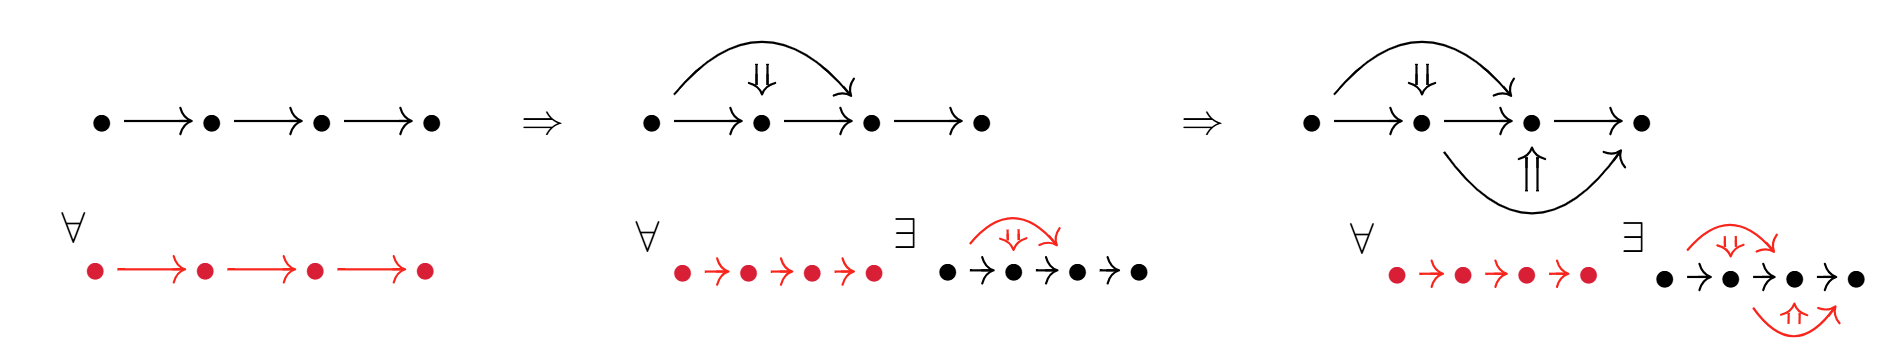 ⇒ ⇒
∀ ∀ ∃ ∀ ∃